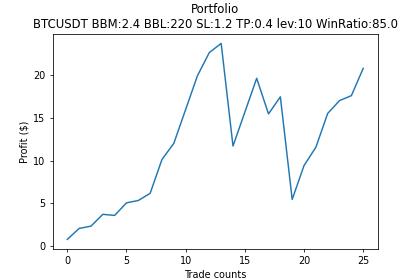 Portfolio
BTCUSDT BBM:2.4 BBL:220 SL:1.2 TP:0.4 lev:10 WinRatio:85.0
20
15
10
5
0
Profit ($)
0 5 10 15 20 25
Trade counts